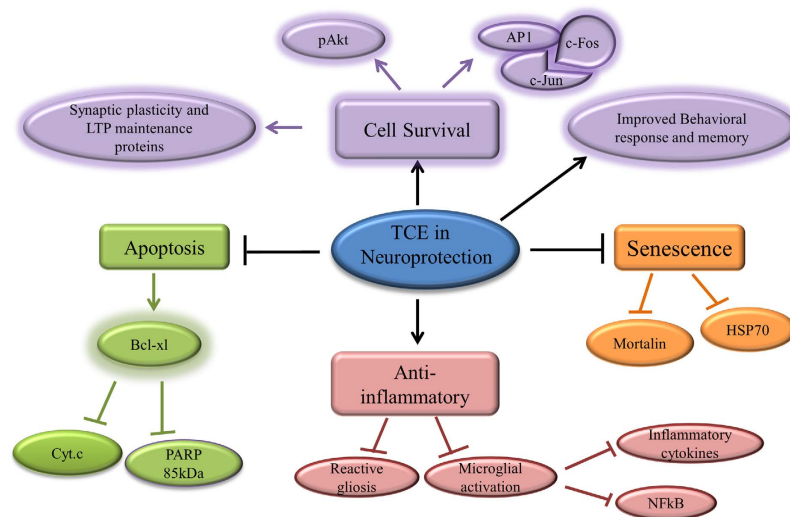 pAkt
AP1
c-Fos
c-Jun
Synaptic plasticity and
LTP maintenance
proteins
Cell Survival
Improved Behavioral
response and memory
Apoptosis
TCE in
Neuroprotection
Senescence
Bcl-xl
Mortalin
HSP70
Anti-
inflammatory
Cyt.c
PARP
85kDa
Reactive
gliosis
Microglial
activation
Inflammatory
cytokines
NFkB